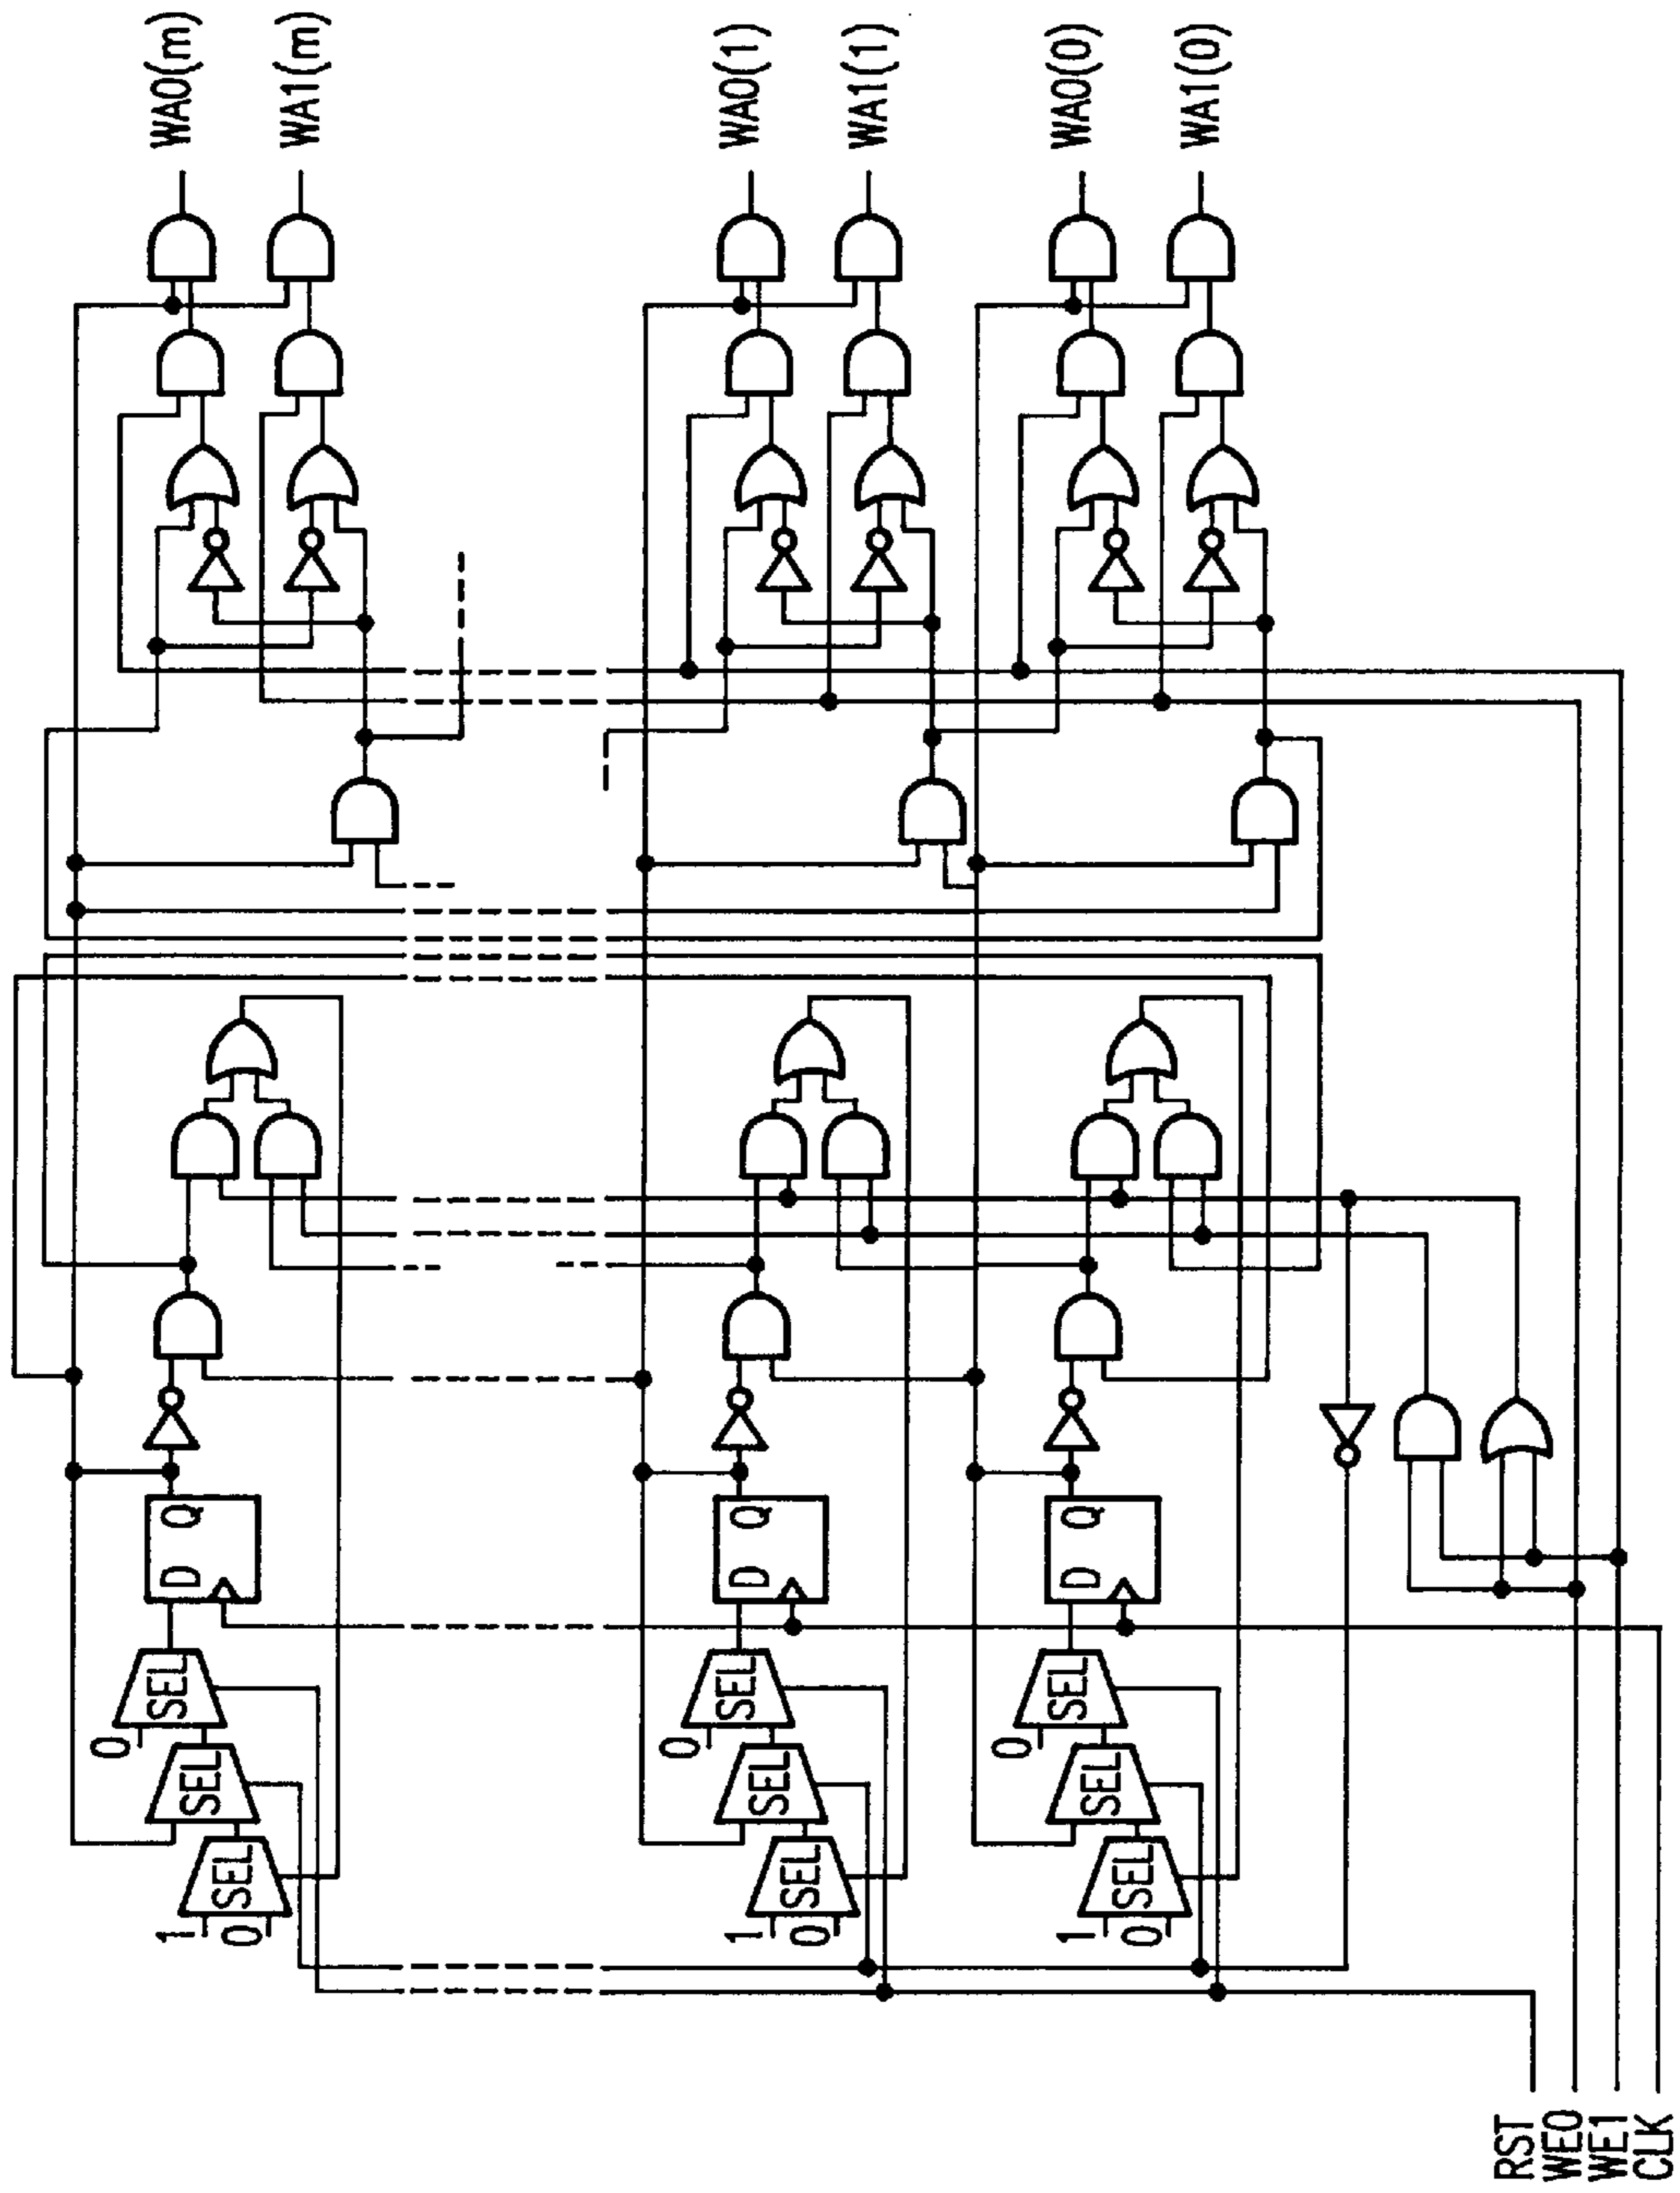 WA0(m)
WA1(m)
WA0(1)
WA1(1)
WA0(0)
WA1(0)
D Q
D Q
D Q
SEL
SEL
SEL
0
0
0
SEL
SEL
SEL
SEL
SEL
SEL
1
0
1
0
1
0
RST
WE0
WE1
CLK